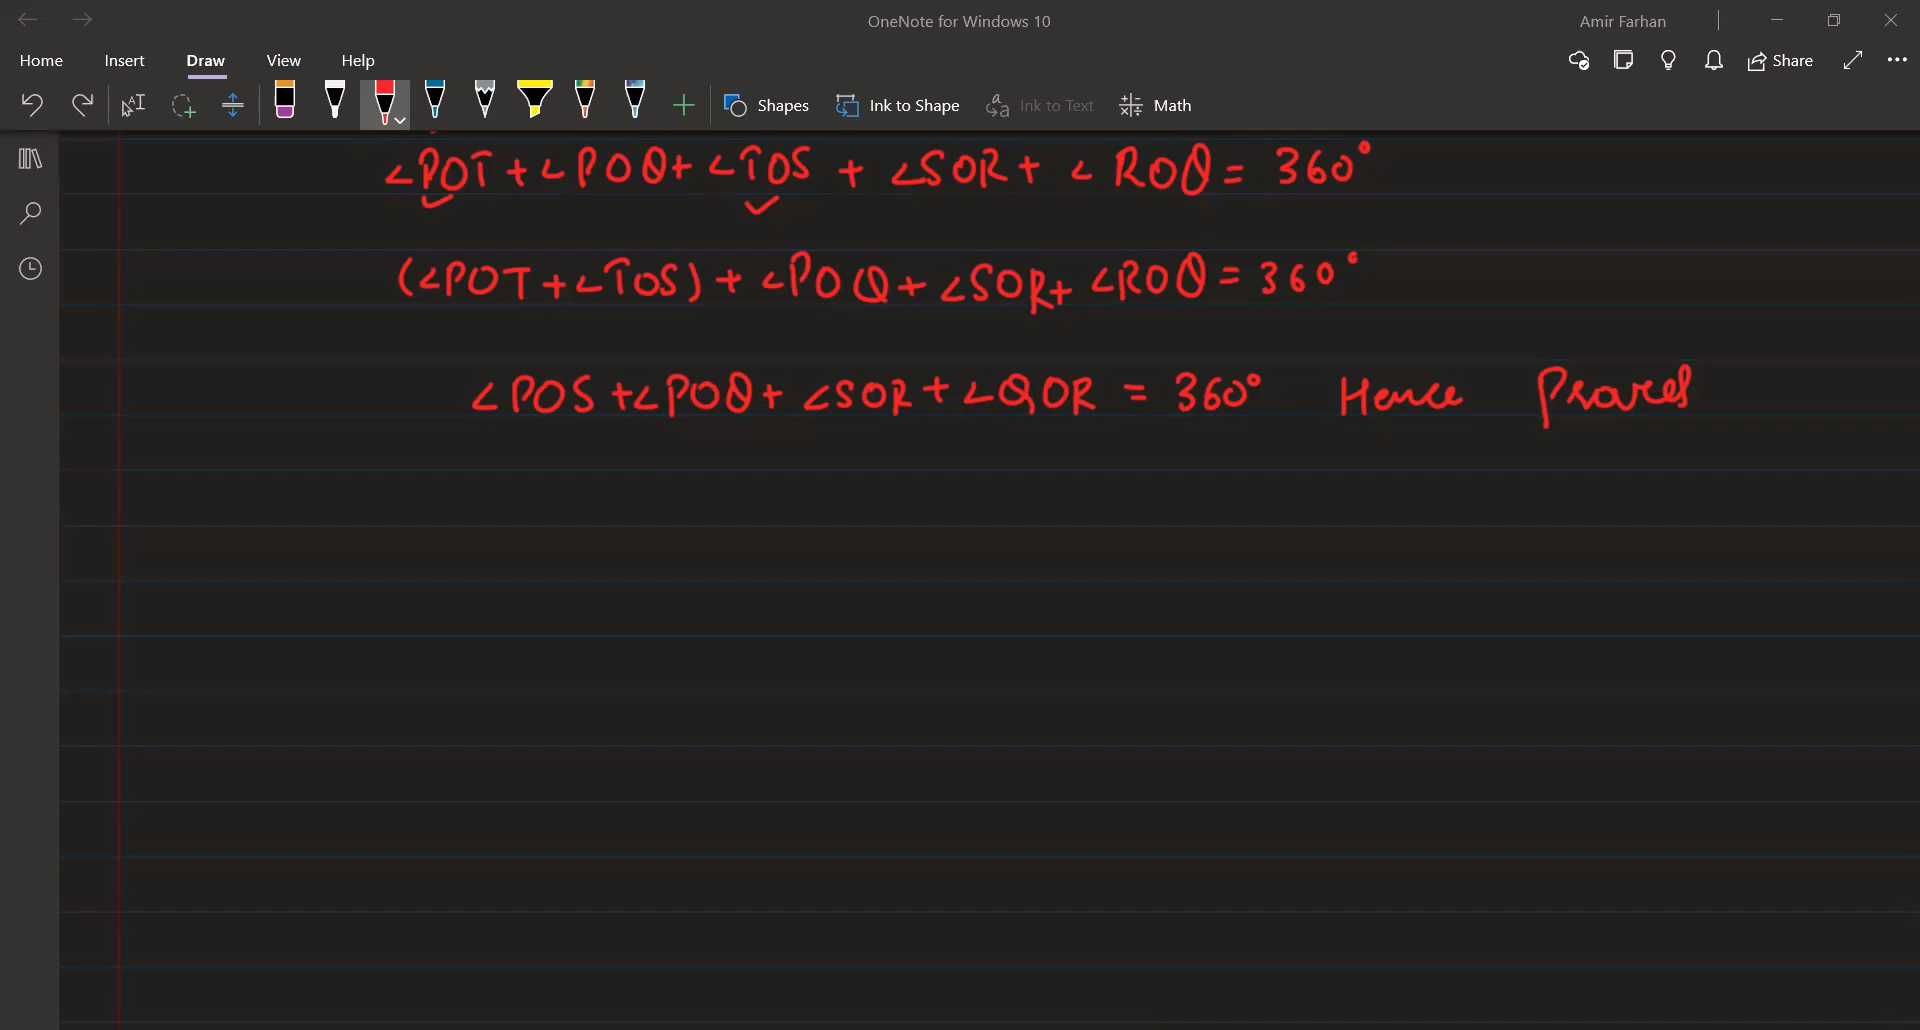 OneNote for Windows 10 Amir Farhan
Home Insert Draw View Help Share
Shapes Ink to Shape Ink to Text Math
∠POT + ∠POQ + ∠TOS + ∠SOR + ∠ROQ = 360°
(∠POT + ∠TOS) + ∠POQ + ∠SOR + ∠ROQ = 360°
∠POS + ∠POQ + ∠SOR + ∠QOR = 360° Hence Proved